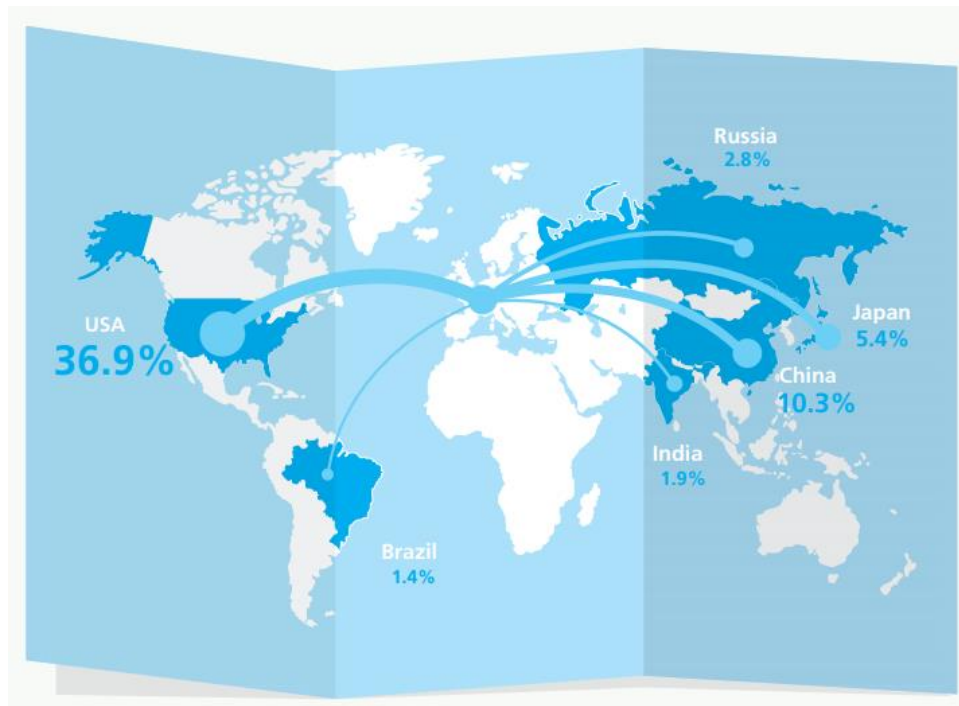 Russia
2.8%
USA
36.9%
Japan
5.4%
China
10.3%
India
1.9%
Brazil
1.4%